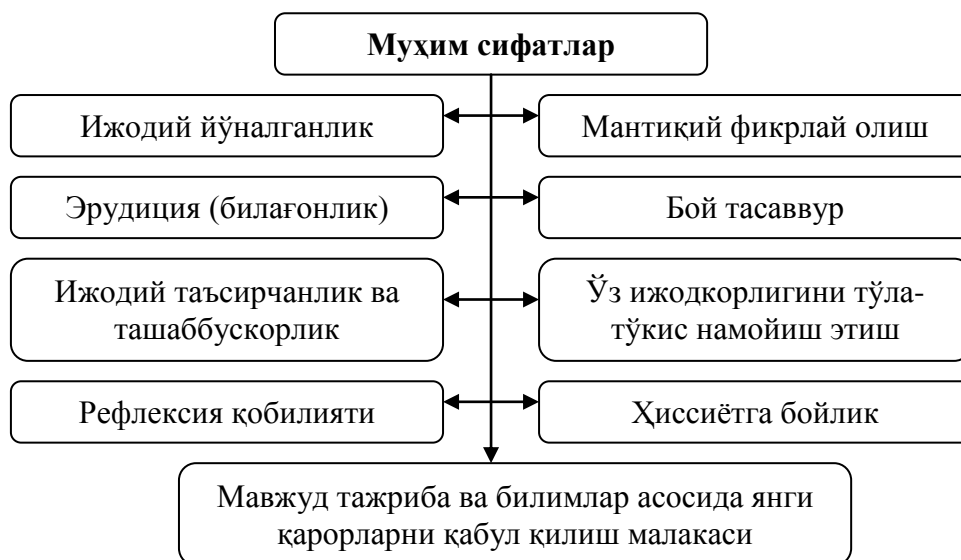 Муҳим сифатлар
Ижодий йўналганлик
Мантиқий фикрлай олиш
Эрудиция (билағонлик)
Бой тасаввур
Ижодий таъсирчанлик ва
ташаббускорлик
Ўз ижодкорлигини тўла-
тўкис намойиш этиш
Рефлексия қобилияти
Ҳиссиётга бойлик
Мавжуд тажриба ва билимлар асосида янги
қарорларни қабул қилиш малакаси